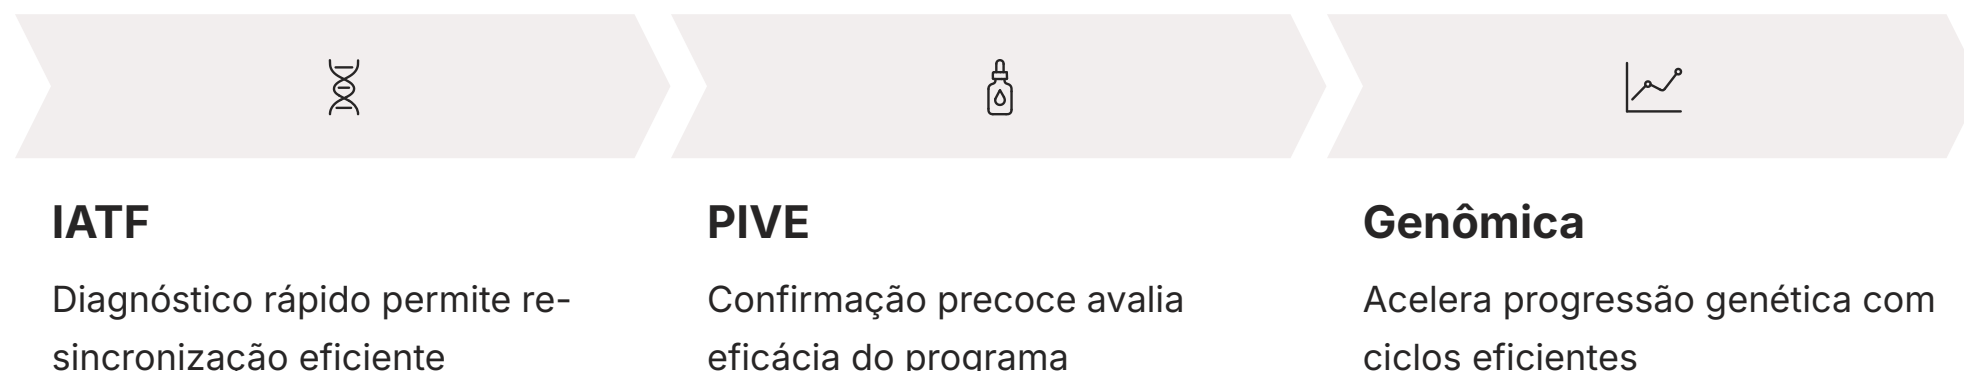 IATF
Diagnóstico rápido permite re-
sincronização eficiente
PIVE
Confirmação precoce avalia
eficácia do programa
Genômica
Acelera progressão genética com
ciclos eficientes